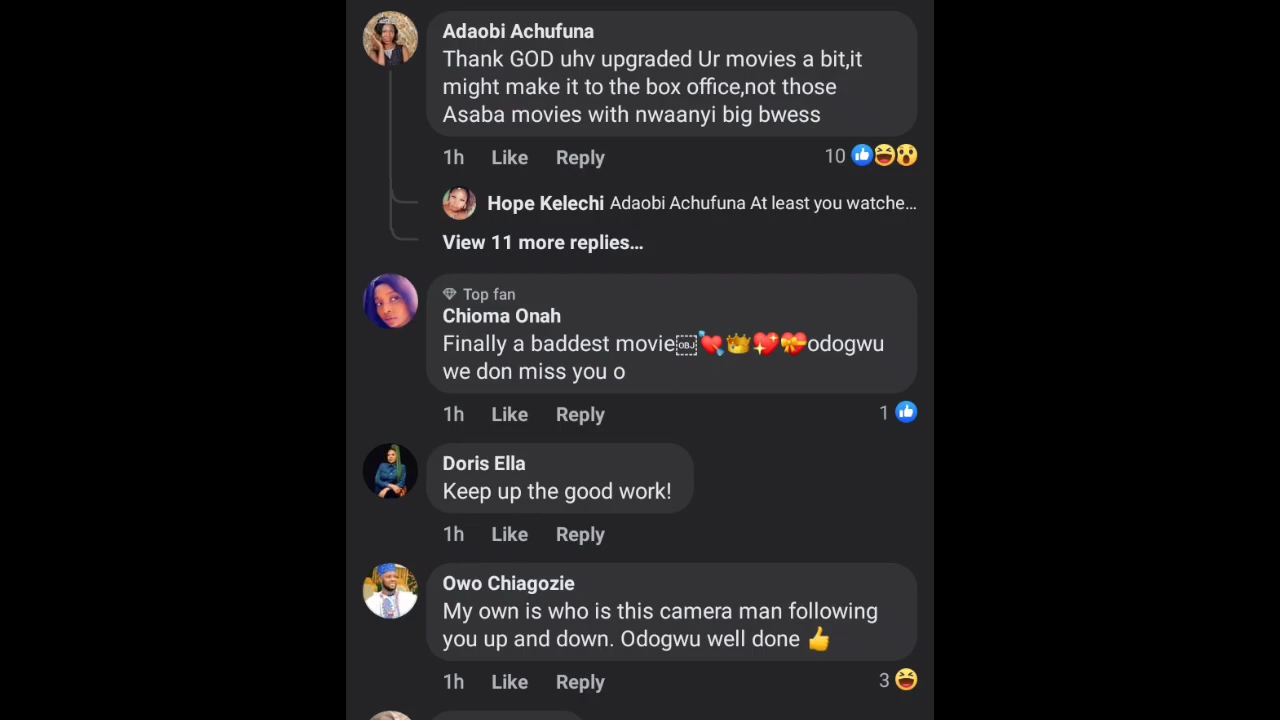 Adaobi Achufuna
Thank GOD uhv upgraded Ur movies a bit,it
might make it to the box office,not those
Asaba movies with nwaanyi big bwess
1h Like Reply 10
Hope Kelechi Adaobi Achufuna At least you watche...
View 11 more replies...
Top fan
Chioma Onah
Finally a baddest movie￼💘👑💖💝odogwu
we don miss you o
1h Like Reply 1
Doris Ella
Keep up the good work!
1h Like Reply
Owo Chiagozie
My own is who is this camera man following
you up and down. Odogwu well done 👍
1h Like Reply 3